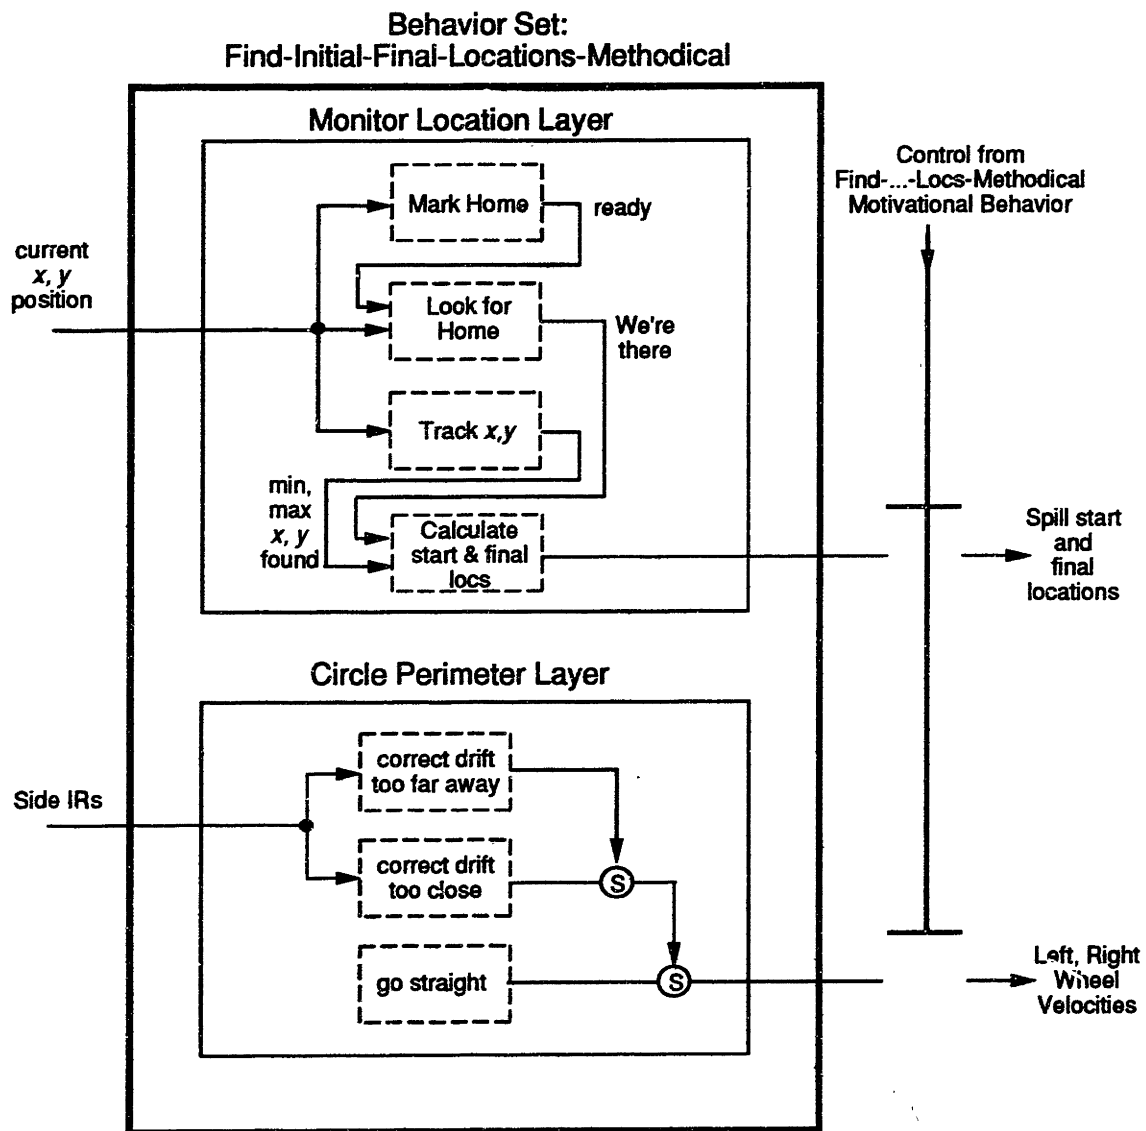 Behavior Set:
Find-Initial-Final-Locations-Methodical
Monitor Location Layer
Mark Home
ready
Control from
Find-...-Locs-Methodical
Motivational Behavior
current
x, y
position
Look for
Home
We're
there
Track x,y
min,
max
x, y
found
Calculate
start & final
locs
Spill start
and
final
locations
Circle Perimeter Layer
correct drift
too far away
Side IRs
correct drift
too close
S
go straight
S
Left, Right
Wheel
Velocities